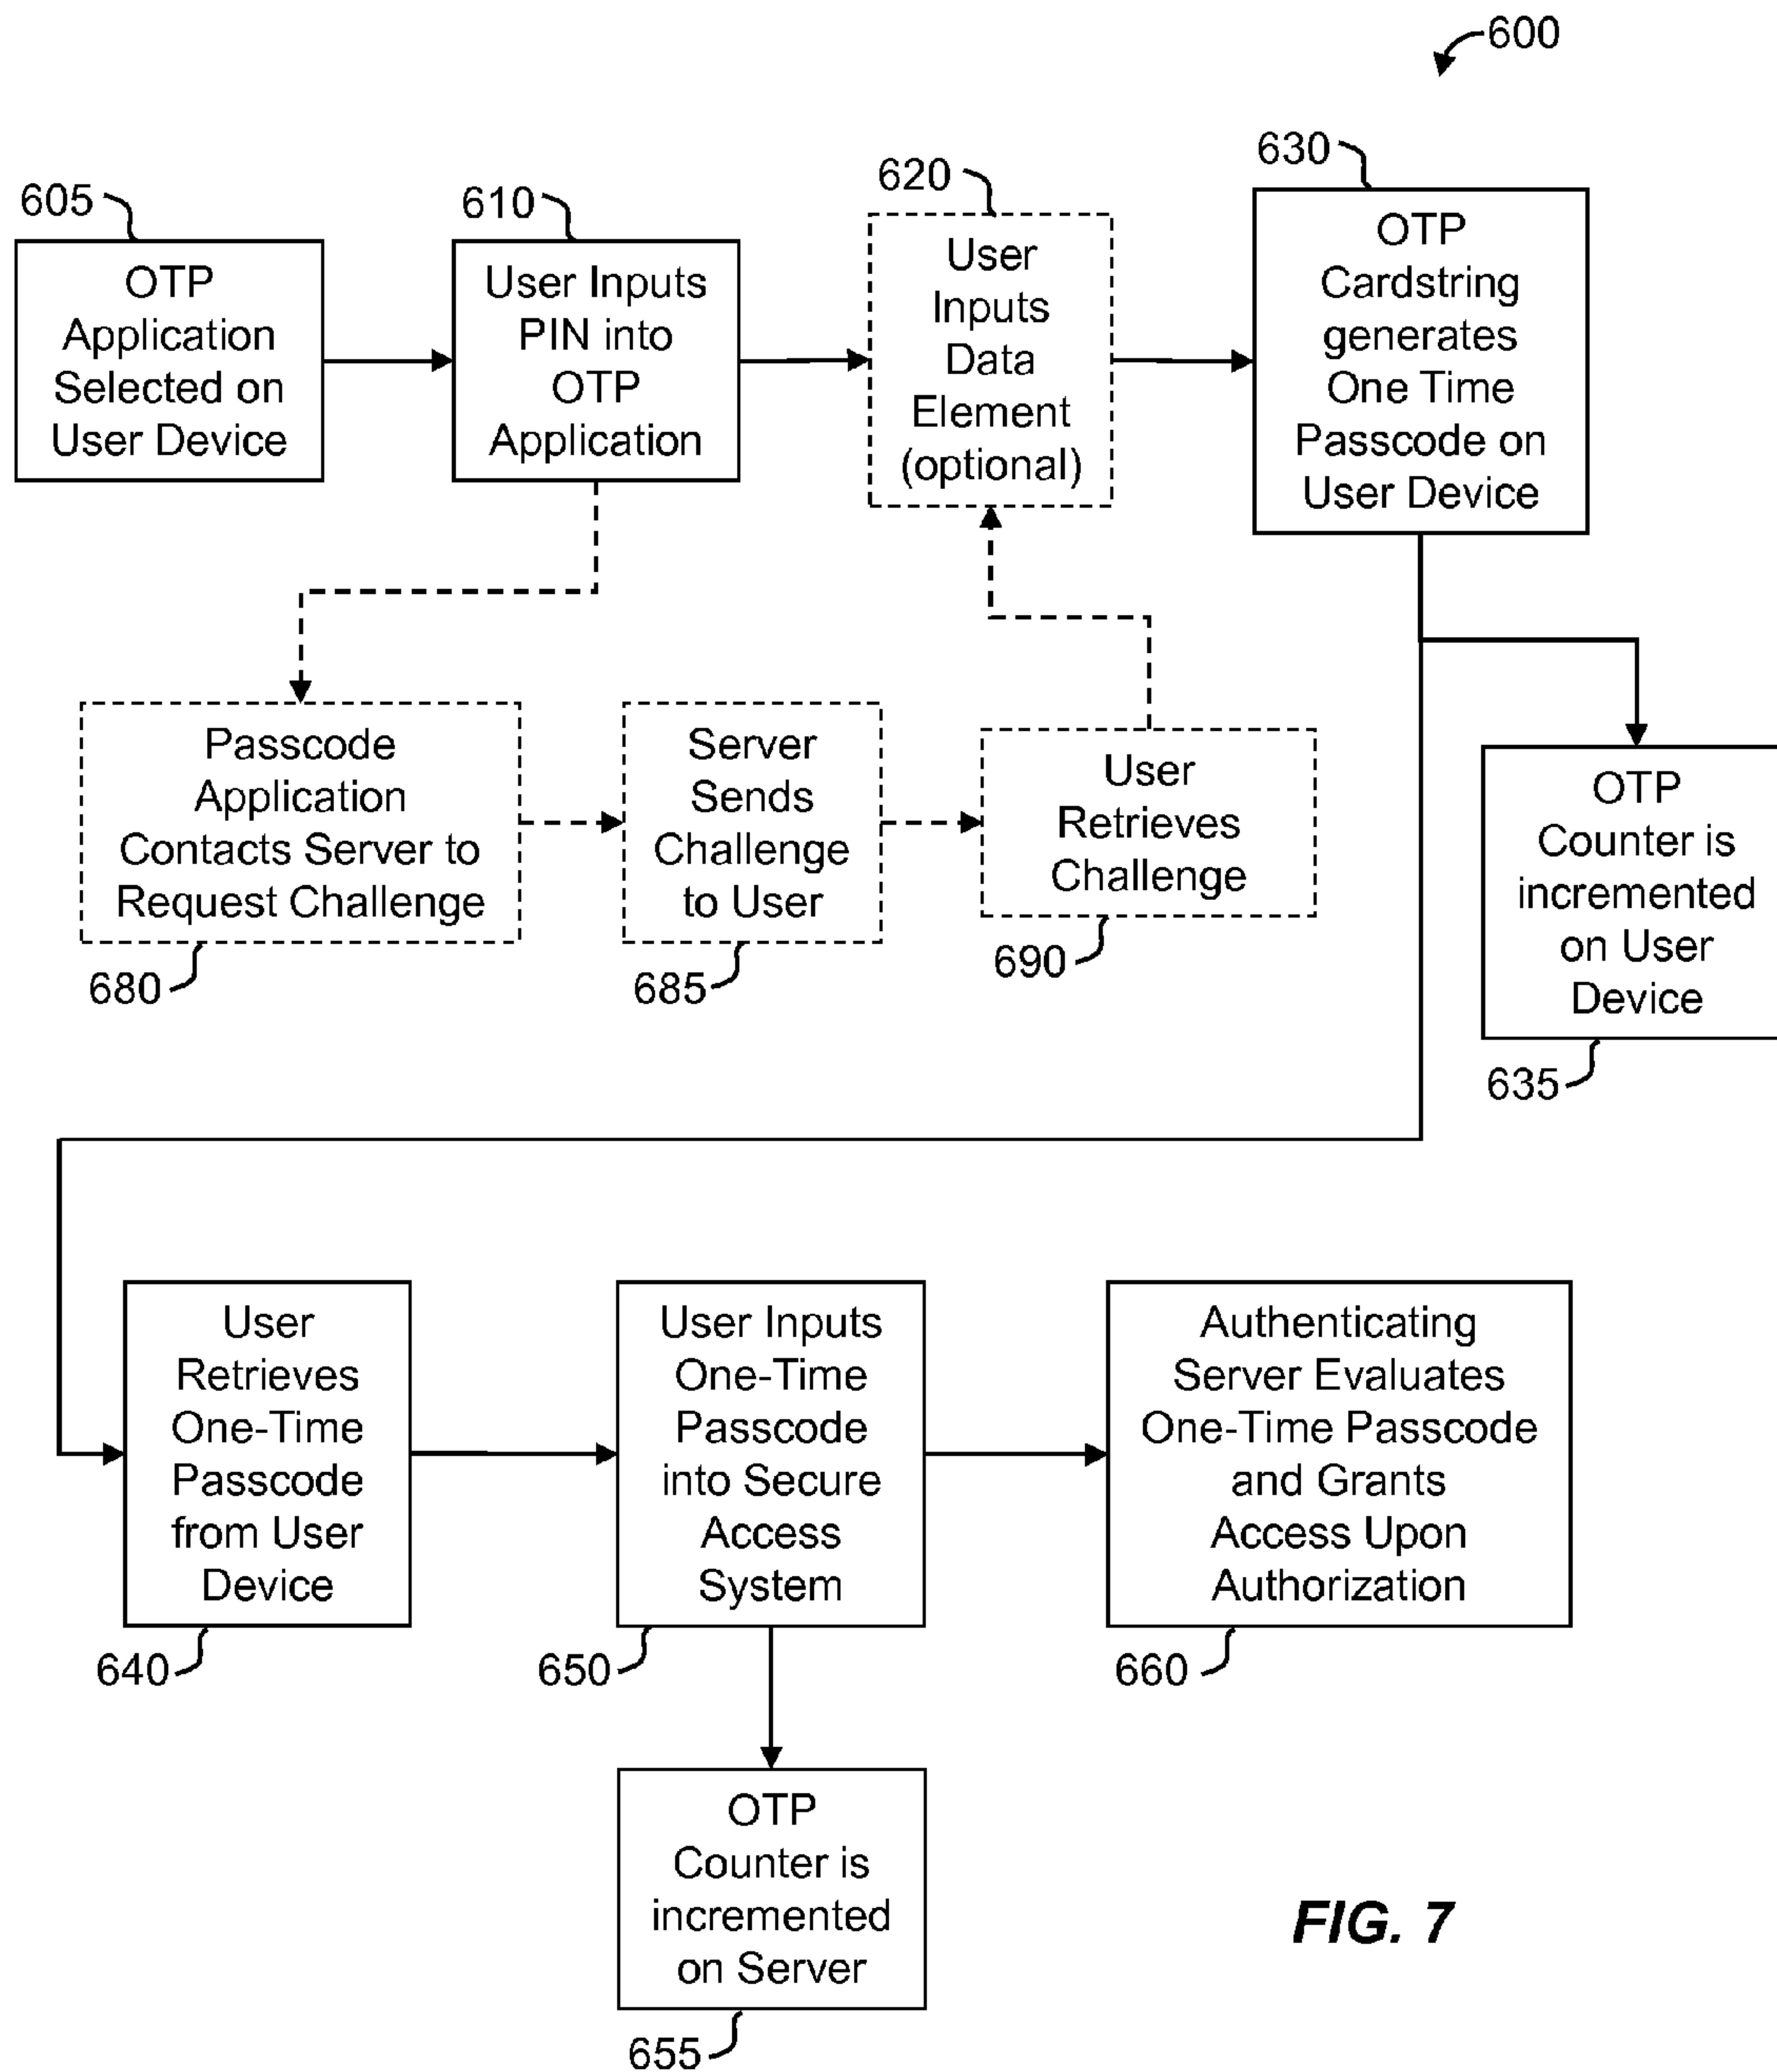 600
605
OTP
Application
Selected on
User Device
610
User Inputs
PIN into
OTP
Application
620
User
Inputs
Data
Element
(optional)
630
OTP
Cardstring
generates
One Time
Passcode on
User Device
Passcode
Application
Contacts Server to
Request Challenge
680
Server
Sends
Challenge
to User
685
User
Retrieves
Challenge
690
OTP
Counter is
incremented
on User
Device
635
User
Retrieves
One-Time
Passcode
from User
Device
640
User Inputs
One-Time
Passcode
into Secure
Access
System
650
Authenticating
Server Evaluates
One-Time Passcode
and Grants
Access Upon
Authorization
660
OTP
Counter is
incremented
on Server
655
FIG. 7